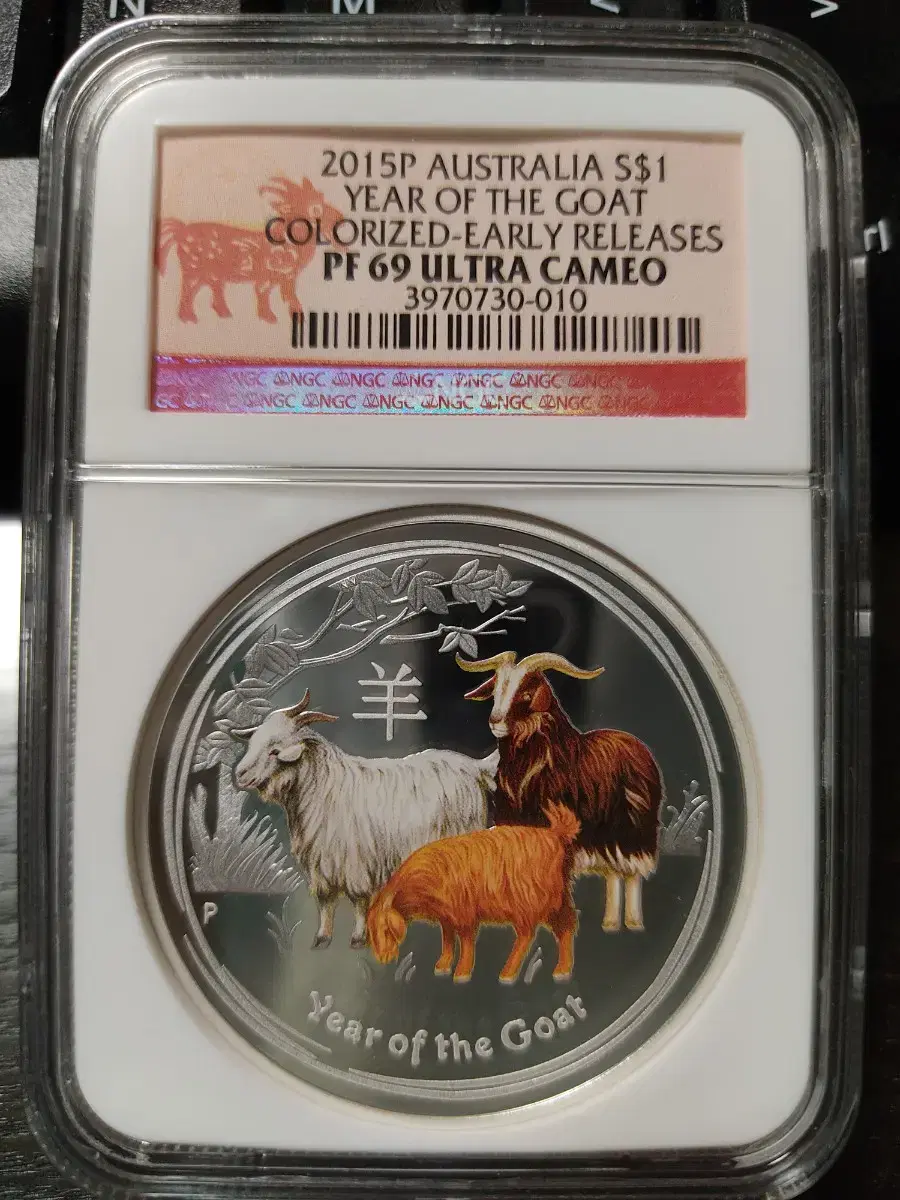 N M
2015P AUSTRALIA S$1
YEAR OF THE GOAT
COLORIZED-EARLY RELEASES
PF 69 ULTRA CAMEO
3970730-010
NGC NGC NGC NGC NGC NGC
NGC NGC NGC NGC NGC NGC NGC
羊
P
Year of the Goat